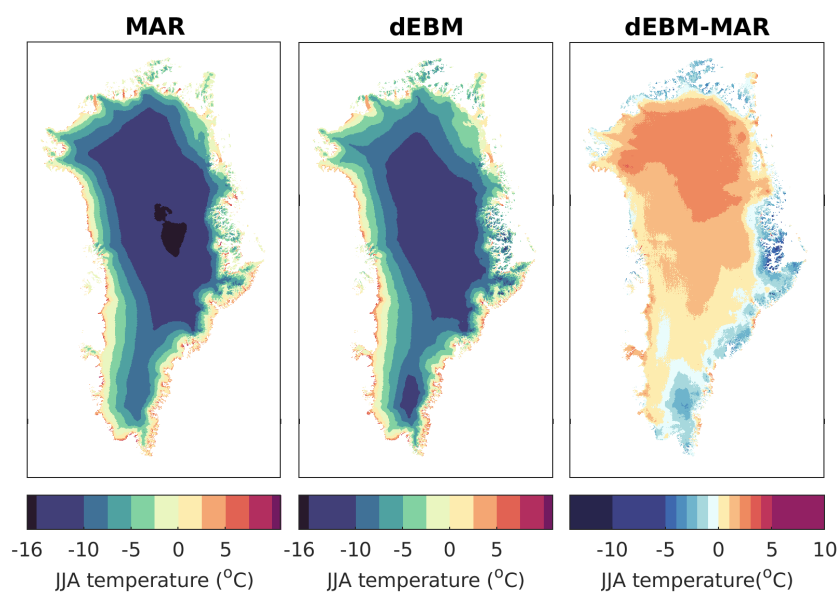 MAR dEBM dEBM-MAR
-16 -10 -5 0 5 -16 -10 -5 0 5 -10 -5 0 5 10
JJA temperature (°C) JJA temperature (°C) JJA temperature(°C)